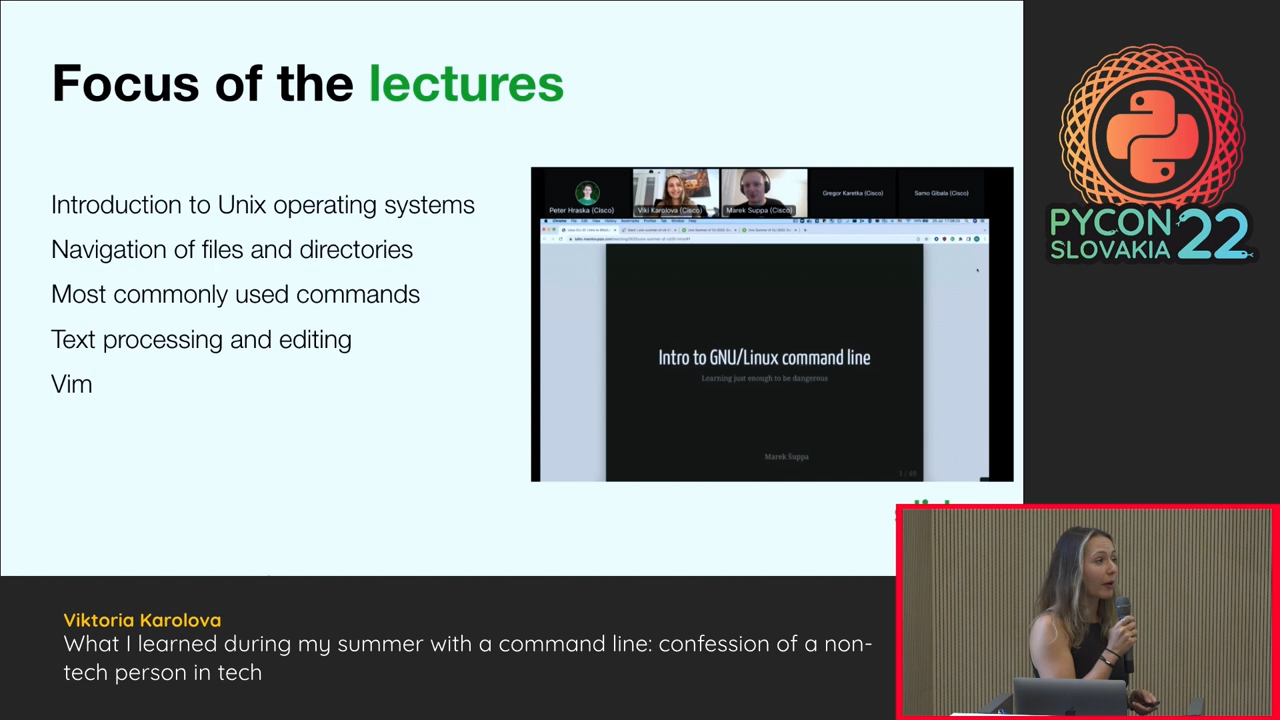 Focus of the lectures
Introduction to Unix operating systems
Navigation of files and directories
Most commonly used commands
Text processing and editing
Vim
Peter Hraska (Cisco)
Viki Karolova (Cisco)
Marek Suppa (Cisco)
Gregor Karetka (Cisco)
Samo Gibala (Cisco)
Intro to GNU/Linux command line
Learning just enough to be dangerous
Marek Šuppa
1 / 49
PYCON
SLOVAKIA
22
Viktoria Karolova
What I learned during my summer with a command line: confession of a non-
tech person in tech